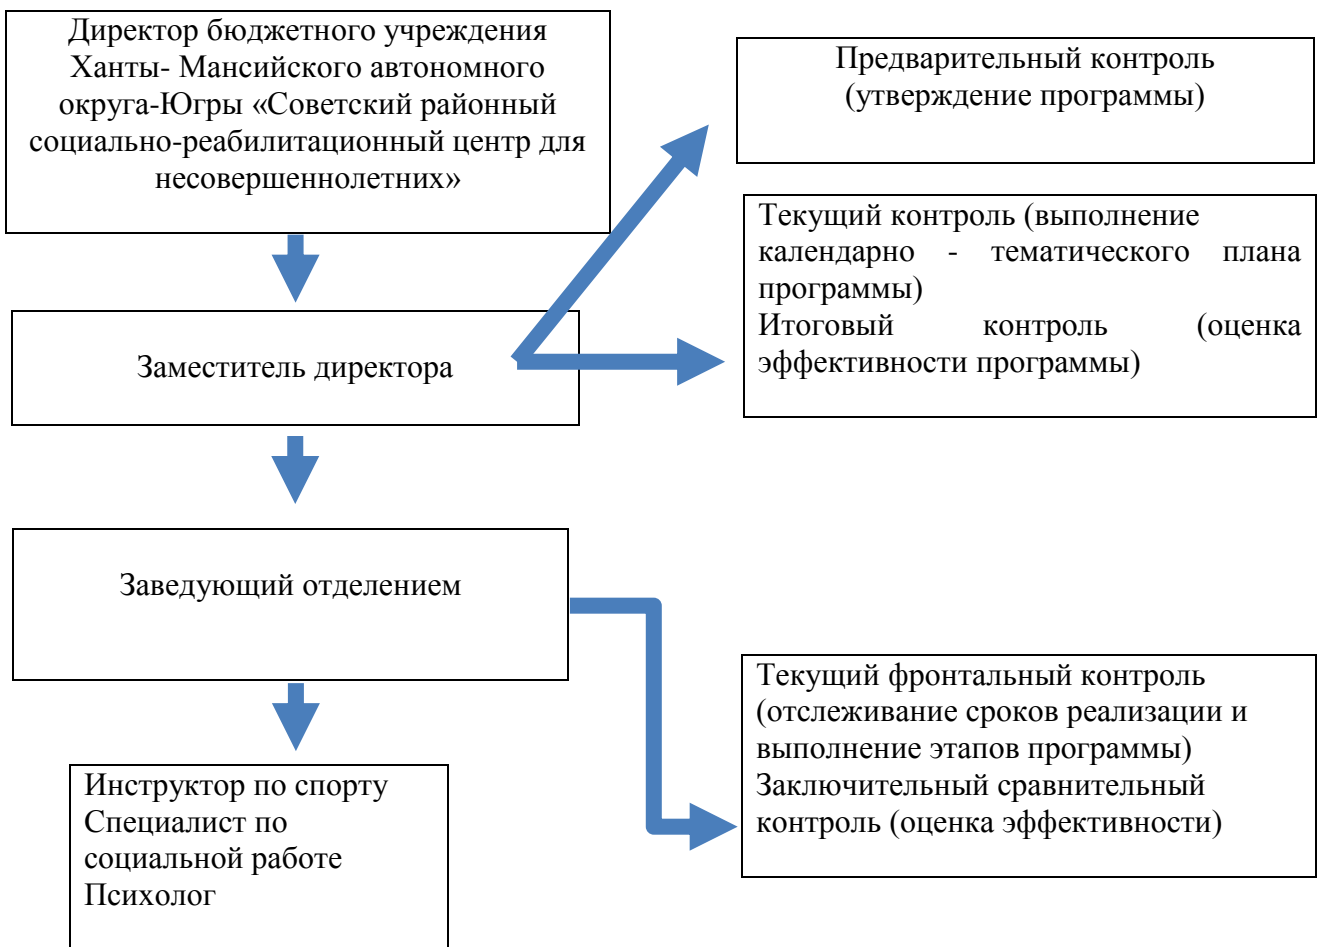 Директор бюджетного учреждения
Ханты- Мансийского автономного
округа-Югры «Советский районный
социально-реабилитационный центр для
несовершеннолетних»
Предварительный контроль
(утверждение программы)
Текущий контроль (выполнение
календарно - тематического плана
программы)
Итоговый контроль (оценка
эффективности программы)
Заместитель директора
Заведующий отделением
Текущий фронтальный контроль
(отслеживание сроков реализации и
выполнение этапов программы)
Заключительный сравнительный
контроль (оценка эффективности)
Инструктор по спорту
Специалист по
социальной работе
Психолог